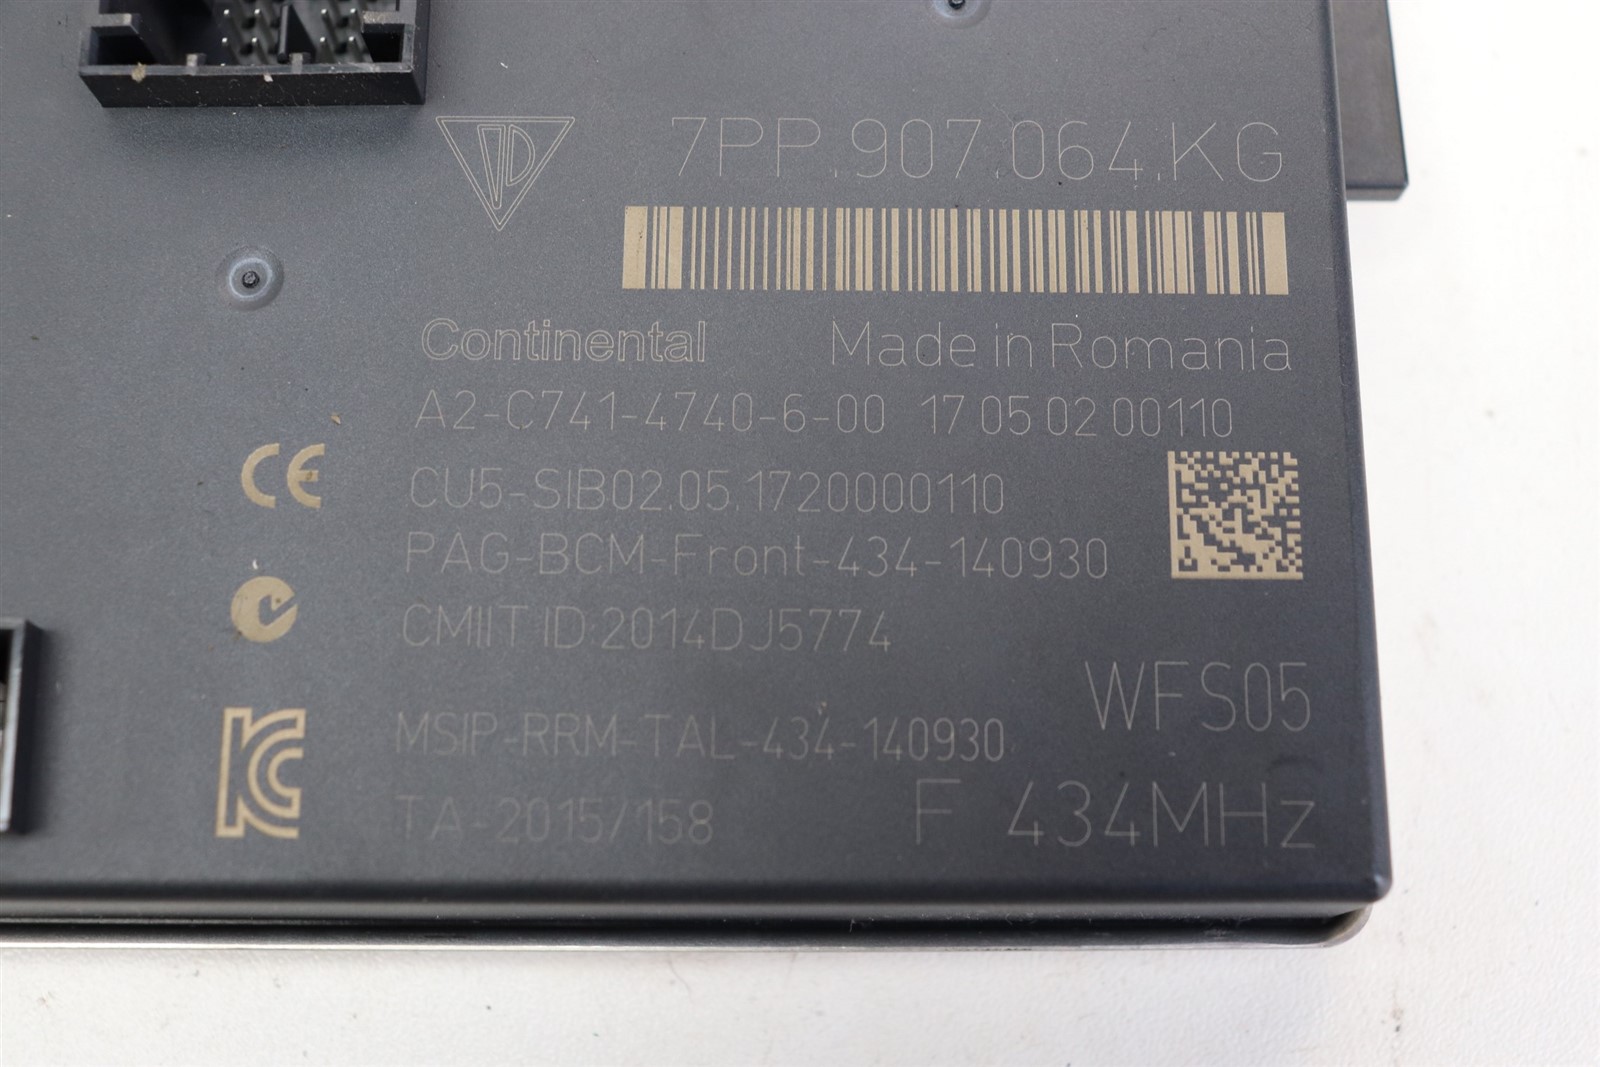 7PP.907.064.KG
Continental Made in Romania
A2-C741-4740-6-00 17 05 02 00110
CU5-SIB02.05.1720000110
PAG-BCM-Front-434-140930
CMIIT ID:2014DJ5774
WFS05
MSIP-RRM-TAL-434-140930
TA-2015/158
F 434MHz